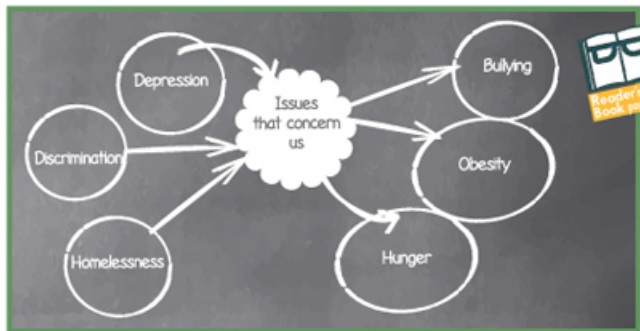 Depression
Discrimination
Homelessness
Issues
that concern
us
Bullying
Obesity
Hunger
Reader's
Book